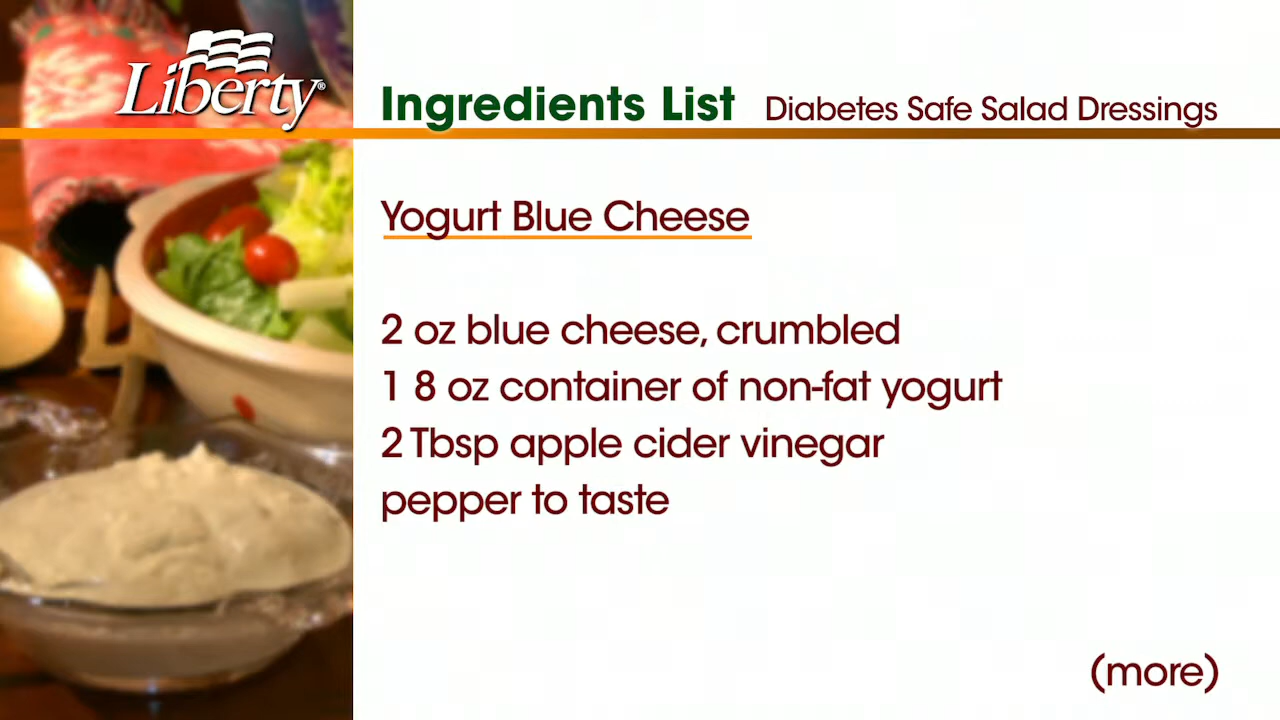 Liberty®
Ingredients List Diabetes Safe Salad Dressings
Yogurt Blue Cheese
2 oz blue cheese, crumbled
1 8 oz container of non-fat yogurt
2 Tbsp apple cider vinegar
pepper to taste
(more)